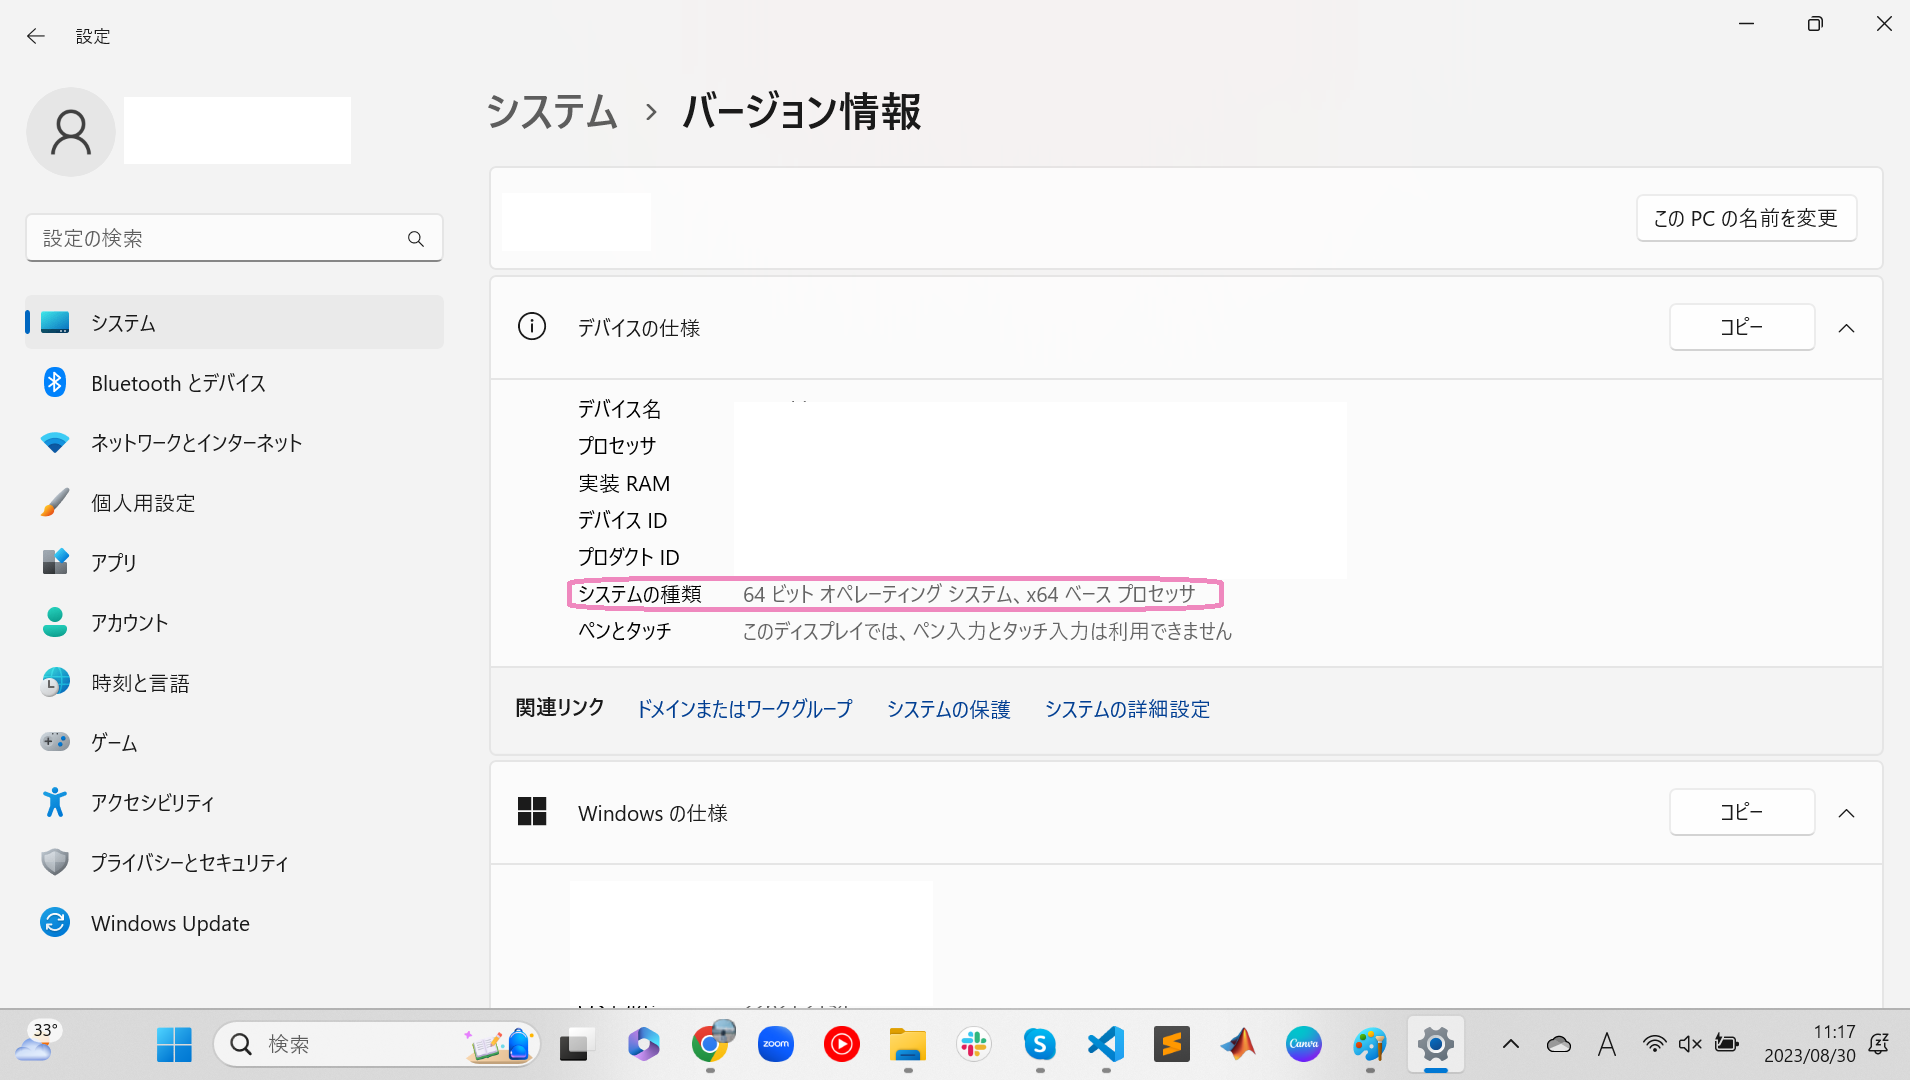 設定
システム › バージョン情報
このPCの名前を変更
設定の検索
システム
Bluetooth とデバイス
ネットワークとインターネット
個人用設定
アプリ
アカウント
時刻と言語
ゲーム
アクセシビリティ
プライバシーとセキュリティ
Windows Update
デバイスの仕様
コピー
デバイス名
プロセッサ
実装 RAM
デバイス ID
プロダクト ID
システムの種類 64 ビット オペレーティング システム、x64 ベース プロセッサ
ペンとタッチ このディスプレイでは、ペン入力とタッチ入力は利用できません
関連リンク ドメインまたはワークグループ システムの保護 システムの詳細設定
Windows の仕様
コピー
33°
検索
zoom
S
Canva
A
11:17
2023/08/30